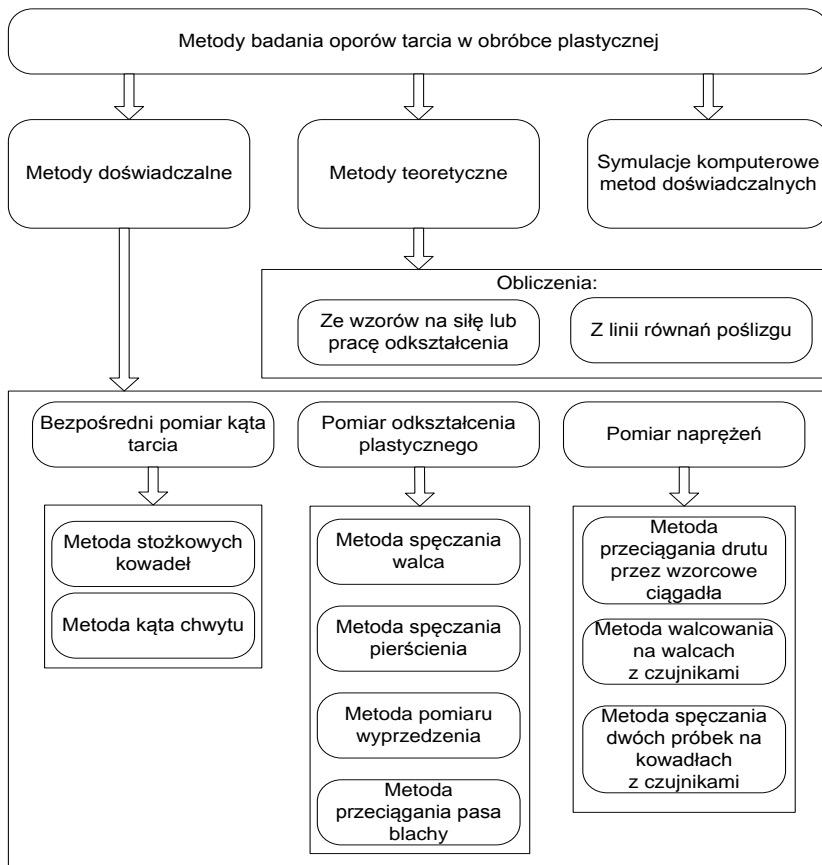 Metody badania oporów tarcia w obróbce plastycznej
Metody doświadczalne
Metody teoretyczne
Symulacje komputerowe
metod doświadczalnych
Obliczenia:
Ze wzorów na siłę lub
pracę odkształcenia
Z linii równań poślizgu
Bezpośredni pomiar kąta
tarcia
Pomiar odkształcenia
plastycznego
Pomiar naprężeń
Metoda stożkowych
kowadeł
Metoda kąta chwytu
Metoda spęczania
walca
Metoda spęczania
pierścienia
Metoda pomiaru
wyprzedzenia
Metoda
przeciągania pasa
blachy
Metoda
przeciągania drutu
przez wzorcowe
ciągadła
Metoda walcowania
na walcach
z czujnikami
Metoda spęczania
dwóch próbek na
kowadłach
z czujnikami